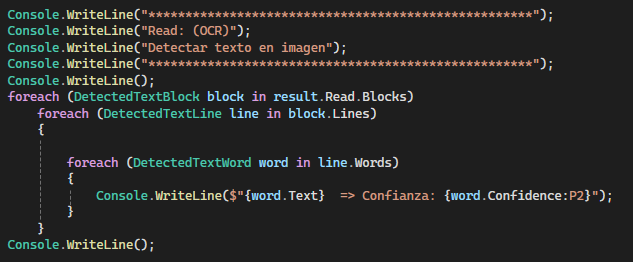 Console.WriteLine("****************************************************");
Console.WriteLine("Read: (OCR)");
Console.WriteLine("Detectar texto en imagen");
Console.WriteLine("****************************************************");
Console.WriteLine();
foreach (DetectedTextBlock block in result.Read.Blocks)
    foreach (DetectedTextLine line in block.Lines)
    {
        foreach (DetectedTextWord word in line.Words)
        {
            Console.WriteLine($"{word.Text}  => Confianza: {word.Confidence:P2}");
        }
    }
Console.WriteLine();